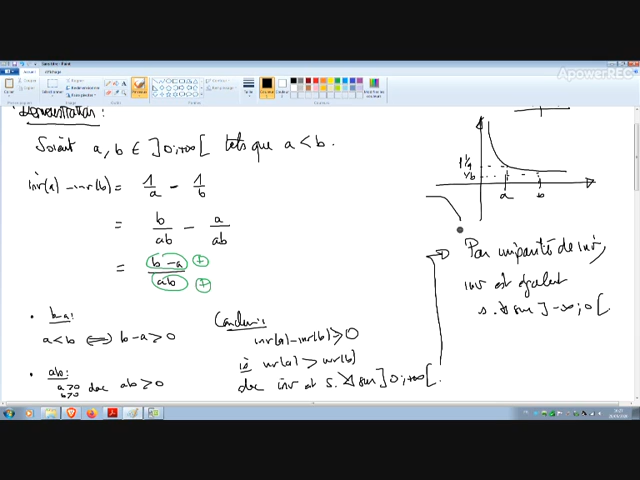 ApowerREC
Démonstration :
Soient a, b ∈ ]0;+∞[ tels que a < b.
inv(a) − inv(b) = 1/a − 1/b
= b/ab − a/ab
= b − a / ab
+
+
• b-a:
a < b ⟺ b − a > 0
• ab:
a>0
b>0 donc ab > 0
inv(a) − inv(b) > 0
ie inv(a) > inv(b)
donc inv est s. ↘ sur ]0;+∞[.
1/a
1/b
a b
Par imparité de inv,
inv est également
s. ↘ sur ]−∞;0[